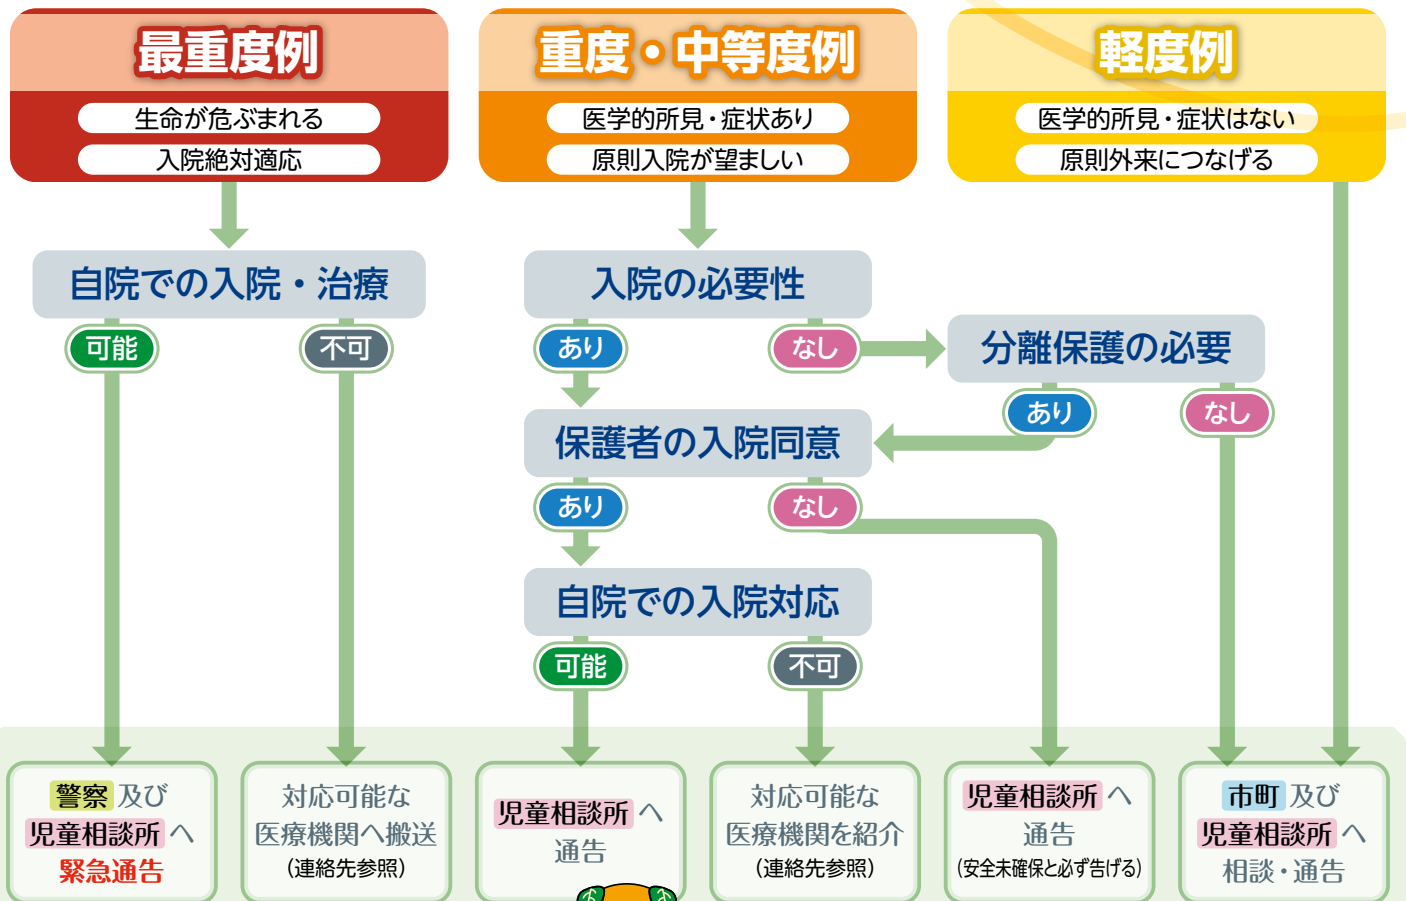 最重度例
生命が危ぶまれる
入院絶対適応
重度・中等度例
医学的所見・症状あり
原則入院が望ましい
軽度例
医学的所見・症状はない
原則外来につなげる
自院での入院・治療
可能
不可
入院の必要性
あり
なし
分離保護の必要
あり
なし
保護者の入院同意
あり
なし
自院での入院対応
可能
不可
警察 及び
児童相談所 へ
緊急通告
対応可能な
医療機関へ搬送
(連絡先参照)
児童相談所 へ
通告
対応可能な
医療機関を紹介
(連絡先参照)
児童相談所 へ
通告
(安全未確保と必ず告げる)
市町 及び
児童相談所 へ
相談・通告